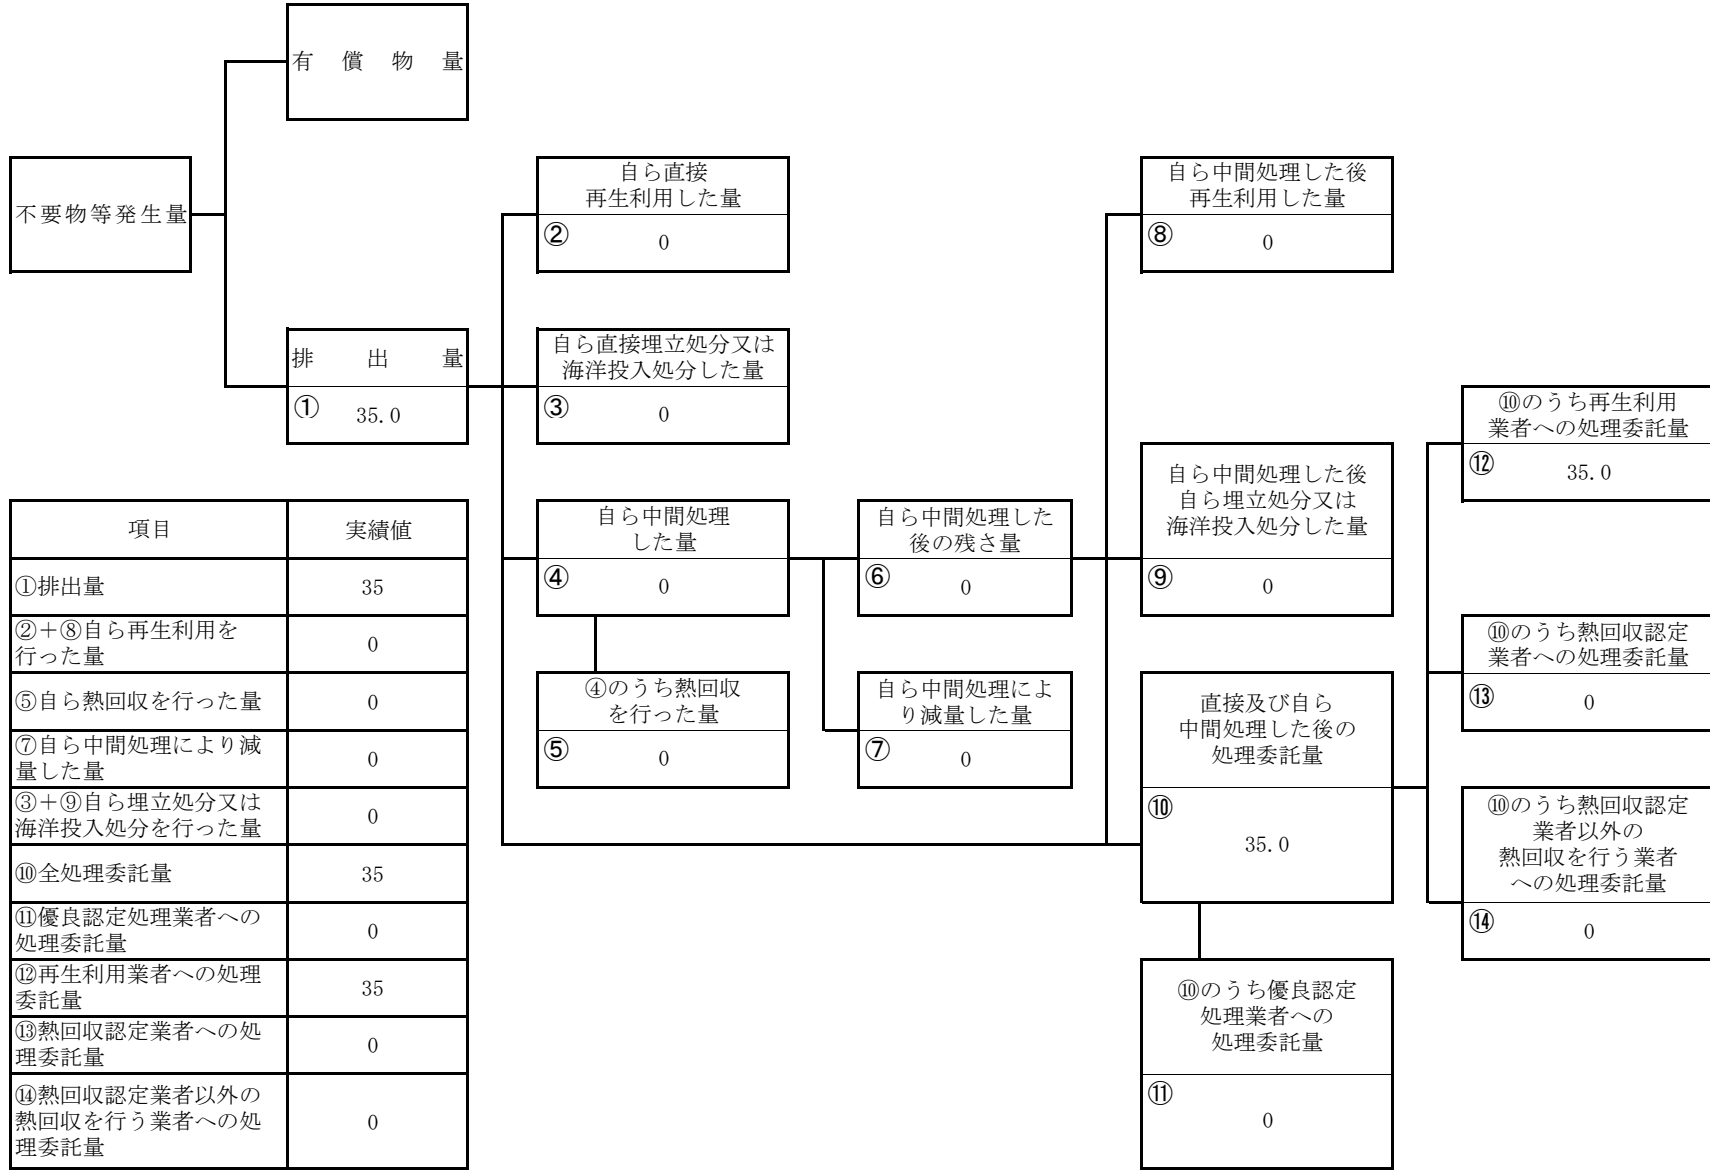 有償物量
不要物等発生量
排出量
① 35.0
自ら直接
再生利用した量
② 0
自ら直接埋立処分又は
海洋投入処分した量
③ 0
自ら中間処理
した量
④ 0
④のうち熱回収
を行った量
⑤ 0
自ら中間処理した
後の残さ量
⑥ 0
自ら中間処理によ
り減量した量
⑦ 0
自ら中間処理した後
再生利用した量
⑧ 0
自ら中間処理した後
自ら埋立処分又は
海洋投入処分した量
⑨ 0
直接及び自ら
中間処理した後の
処理委託量
⑩
35.0
⑩のうち優良認定
処理業者への
処理委託量
⑪
0
⑩のうち再生利用
業者への処理委託量
⑫ 35.0
⑩のうち熱回収認定
業者への処理委託量
⑬ 0
⑩のうち熱回収認定
業者以外の
熱回収を行う業者
への処理委託量
⑭ 0
項目 実績値
①排出量 35
②＋⑧自ら再生利用を
行った量 0
⑤自ら熱回収を行った量 0
⑦自ら中間処理により減
量した量 0
③＋⑨自ら埋立処分又は
海洋投入処分を行った量 0
⑩全処理委託量 35
⑪優良認定処理業者への
処理委託量 0
⑫再生利用業者への処理
委託量 35
⑬熱回収認定業者への処
理委託量 0
⑭熱回収認定業者以外の
熱回収を行う業者への処
理委託量 0